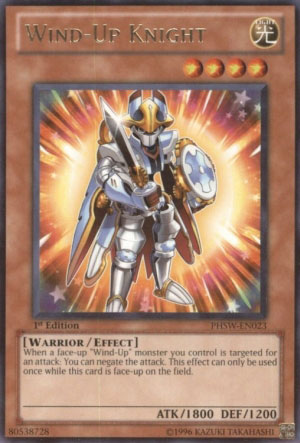 WIND-UP KNIGHT
LIGHT
光
1st Edition
PHSW-EN023
[WARRIOR / EFFECT]
When a face-up "Wind-Up" monster you control is targeted for
an attack: You can negate the attack. This effect can only be used
once while this card is face-up on the field.
ATK/1800 DEF/1200
80538728
©1996 KAZUKI TAKAHASHI